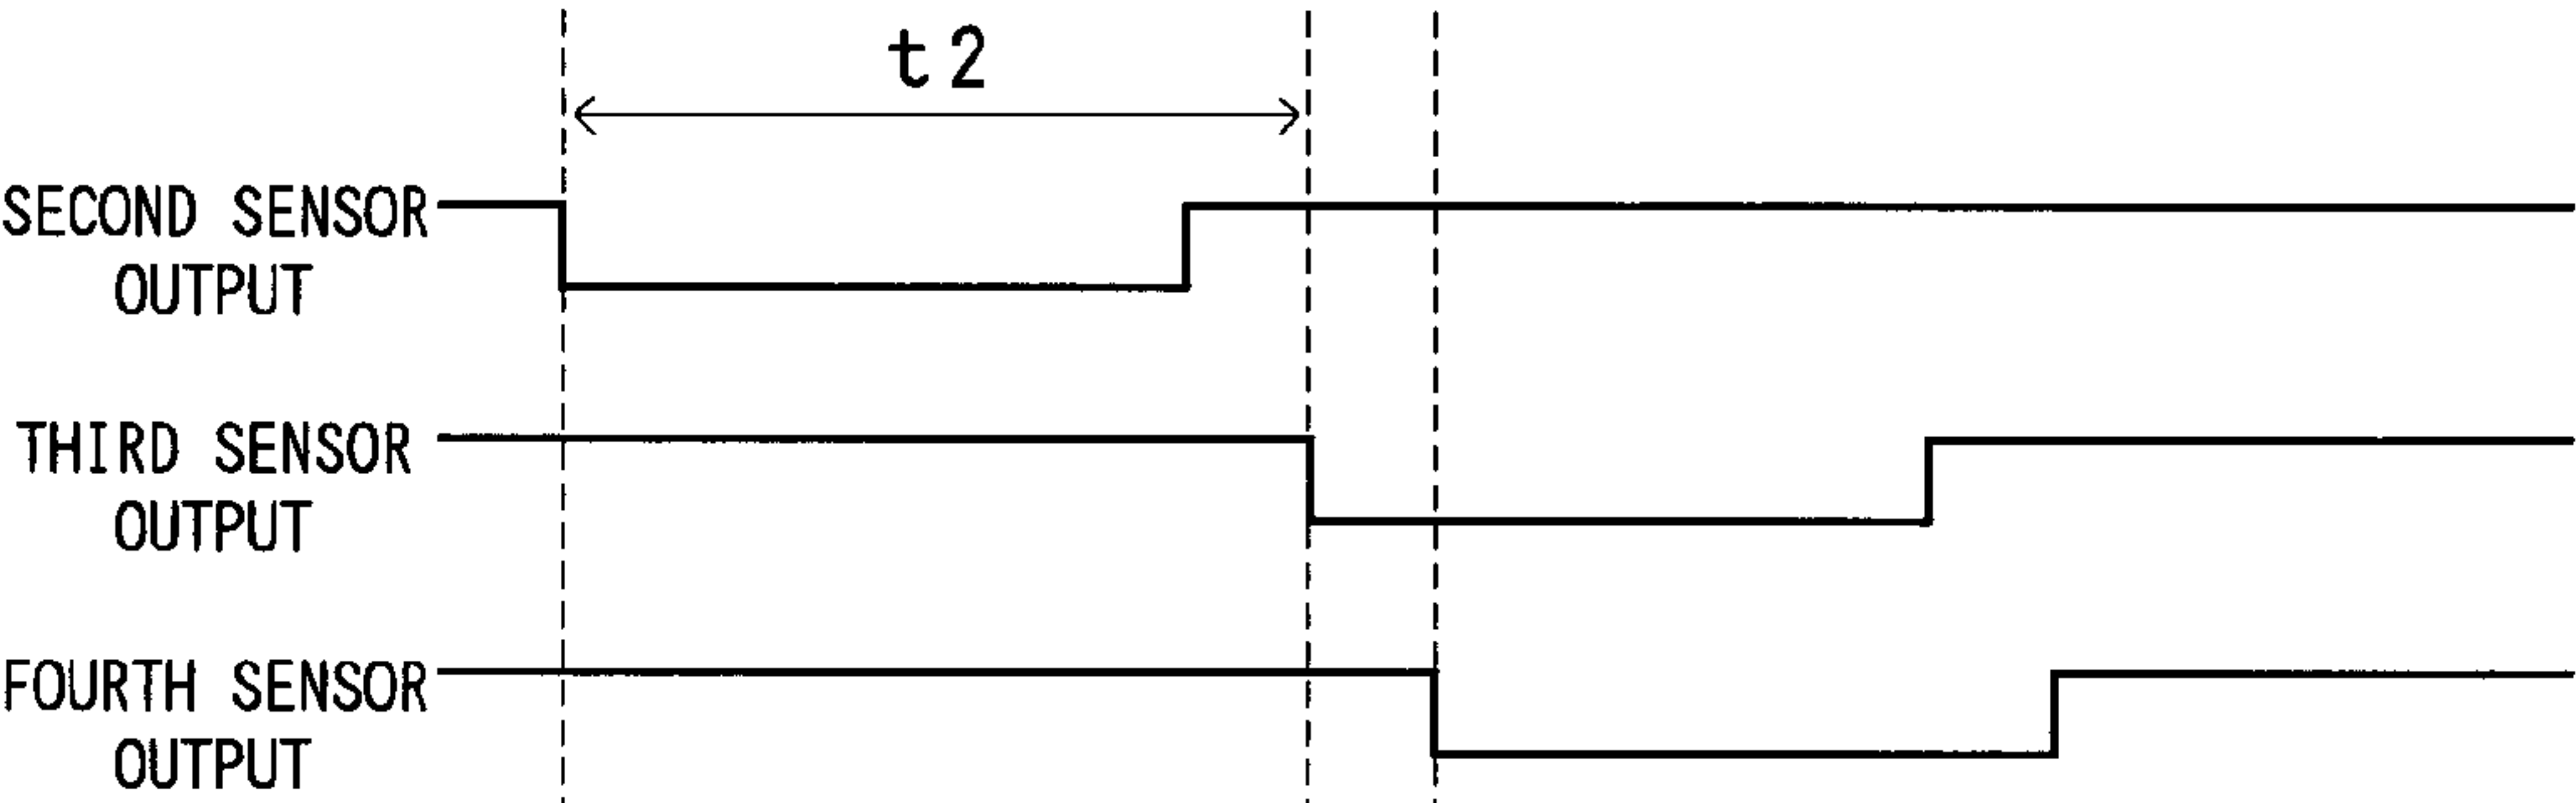 t2
SECOND SENSOR
OUTPUT
THIRD SENSOR
OUTPUT
FOURTH SENSOR
OUTPUT